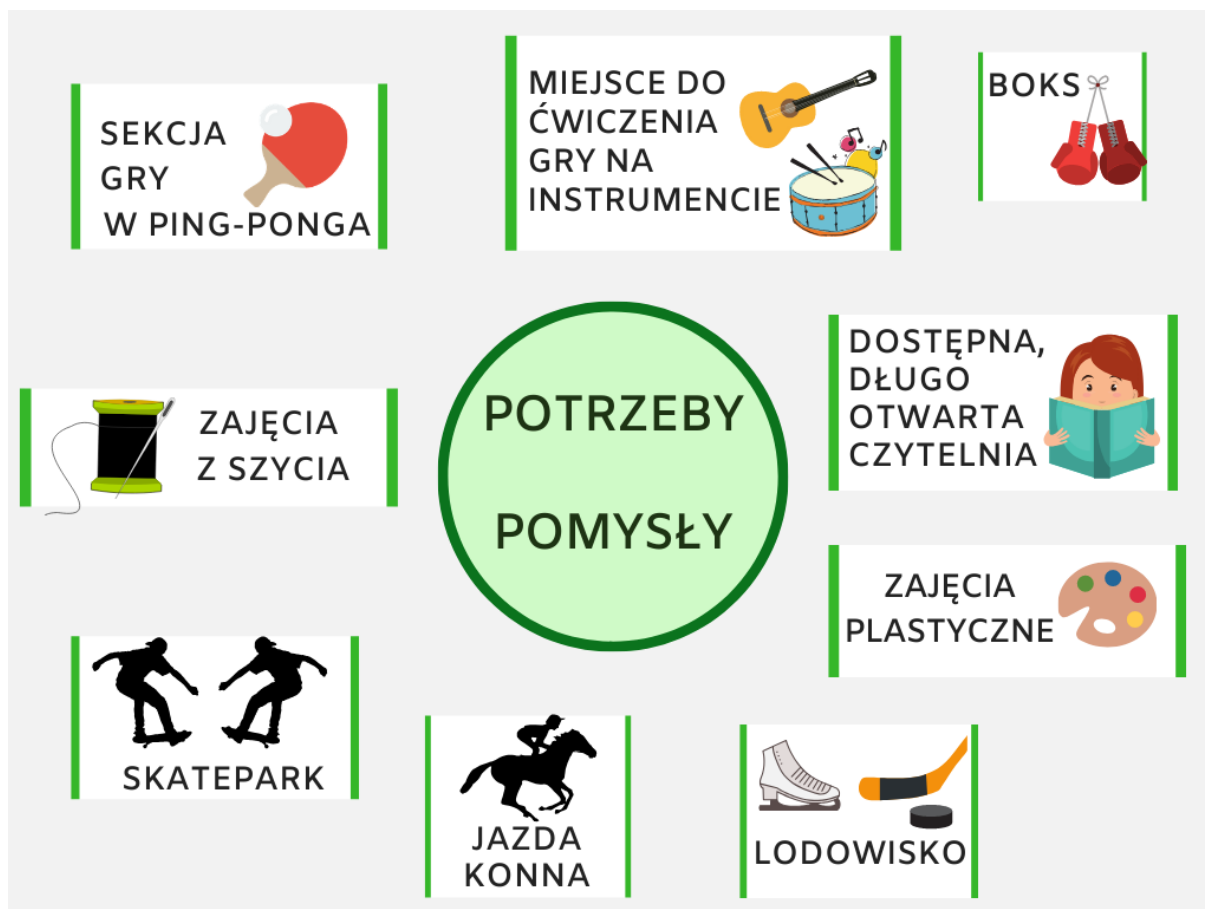 SEKCJA
GRY
W PING-PONGA
MIEJSCE DO
ĆWICZENIA
GRY NA
INSTRUMENCIE
BOKS
ZAJĘCIA
Z SZYCIA
POTRZEBY
POMYSŁY
DOSTĘPNA,
DŁUGO
OTWARTA
CZYTELNIA
ZAJĘCIA
PLASTYCZNE
SKATEPARK
JAZDA
KONNA
LODOWISKO